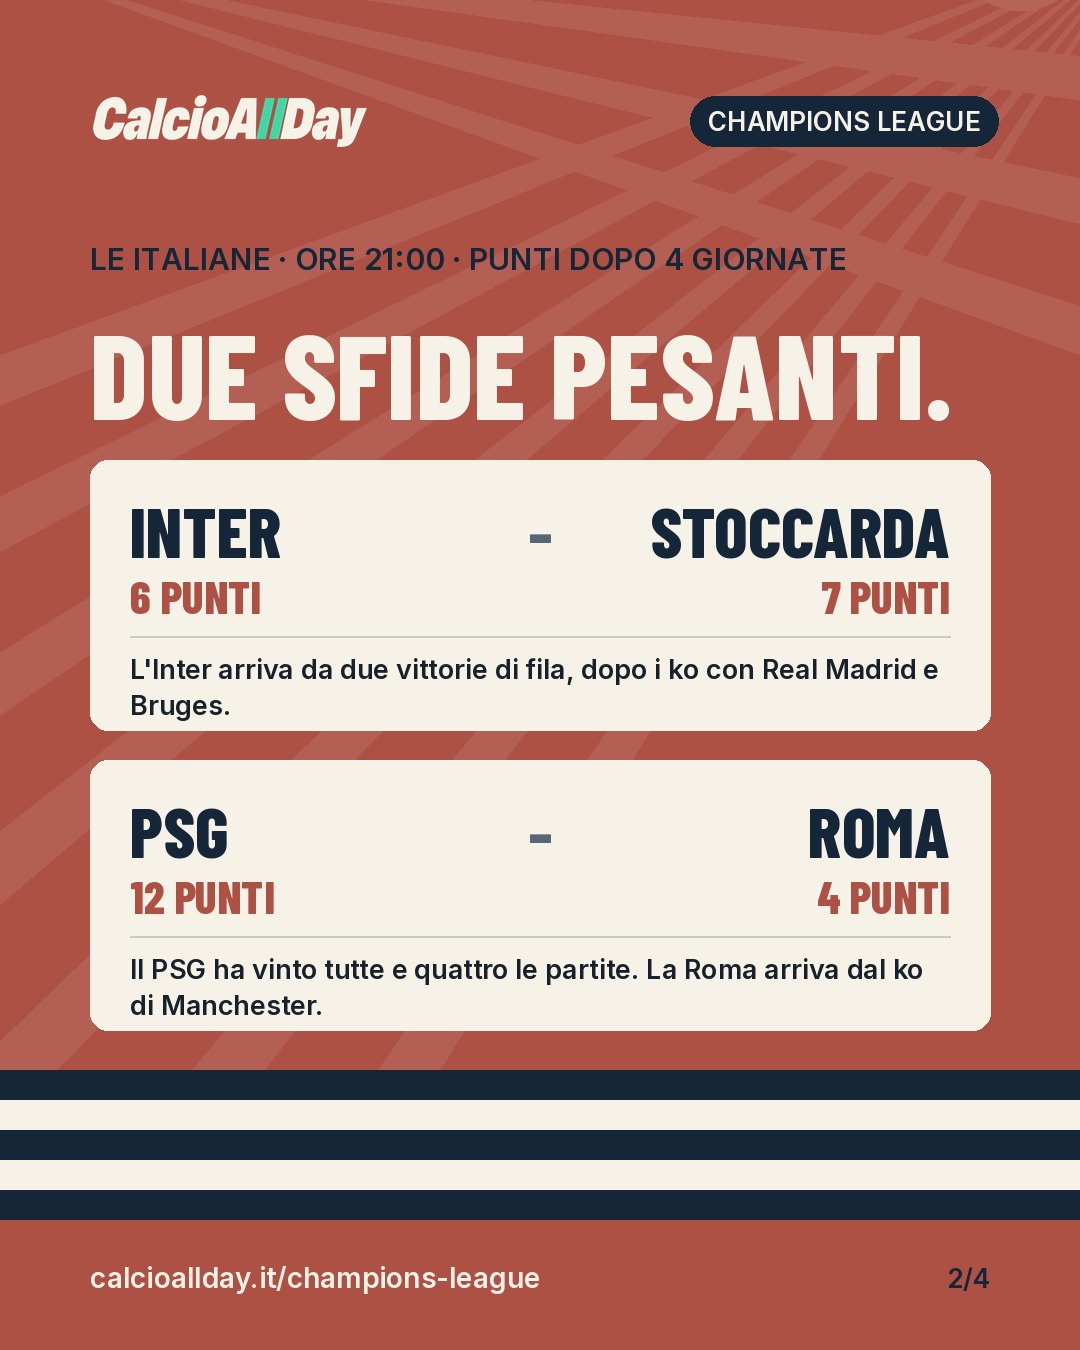 CalcioAllDay
CHAMPIONS LEAGUE
LE ITALIANE · ORE 21:00 · PUNTI DOPO 4 GIORNATE
DUE SFIDE PESANTI.
INTER - STOCCARDA
6 PUNTI 7 PUNTI
L'Inter arriva da due vittorie di fila, dopo i ko con Real Madrid e
Bruges.
PSG - ROMA
12 PUNTI 4 PUNTI
Il PSG ha vinto tutte e quattro le partite. La Roma arriva dal ko
di Manchester.
calcioallday.it/champions-league
2/4